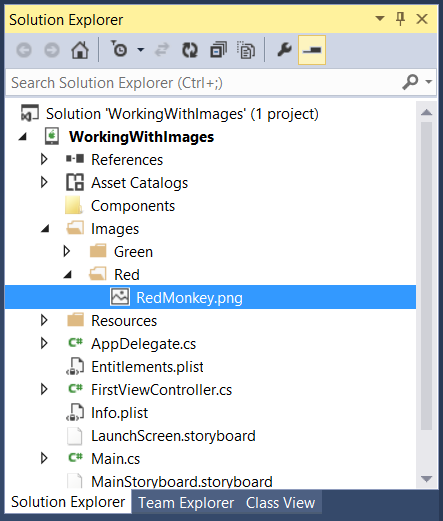 Solution Explorer
Search Solution Explorer (Ctrl+;)
Solution 'WorkingWithImages' (1 project)
WorkingWithImages
References
Asset Catalogs
Components
Images
Green
Red
RedMonkey.png
Resources
C# AppDelegate.cs
Entitlements.plist
C# FirstViewController.cs
Info.plist
LaunchScreen.storyboard
C# Main.cs
MainStoryboard.storyboard
Solution Explorer Team Explorer Class View